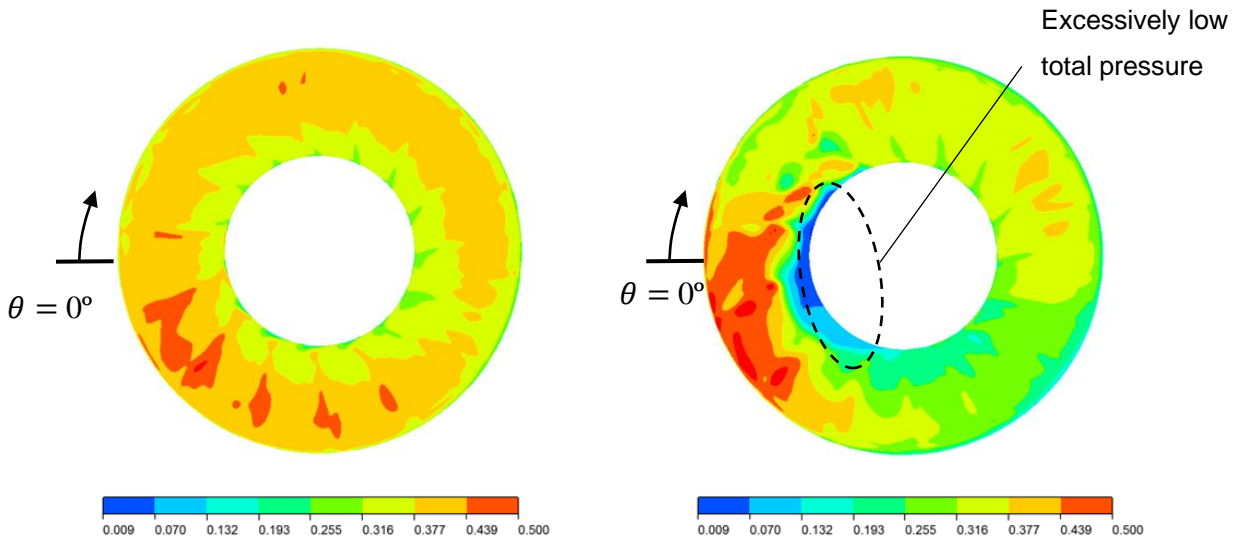 Excessively low
total pressure
θ = 0º
θ = 0º
0.009 0.070 0.132 0.193 0.255 0.316 0.377 0.439 0.500
0.009 0.070 0.132 0.193 0.255 0.316 0.377 0.439 0.500